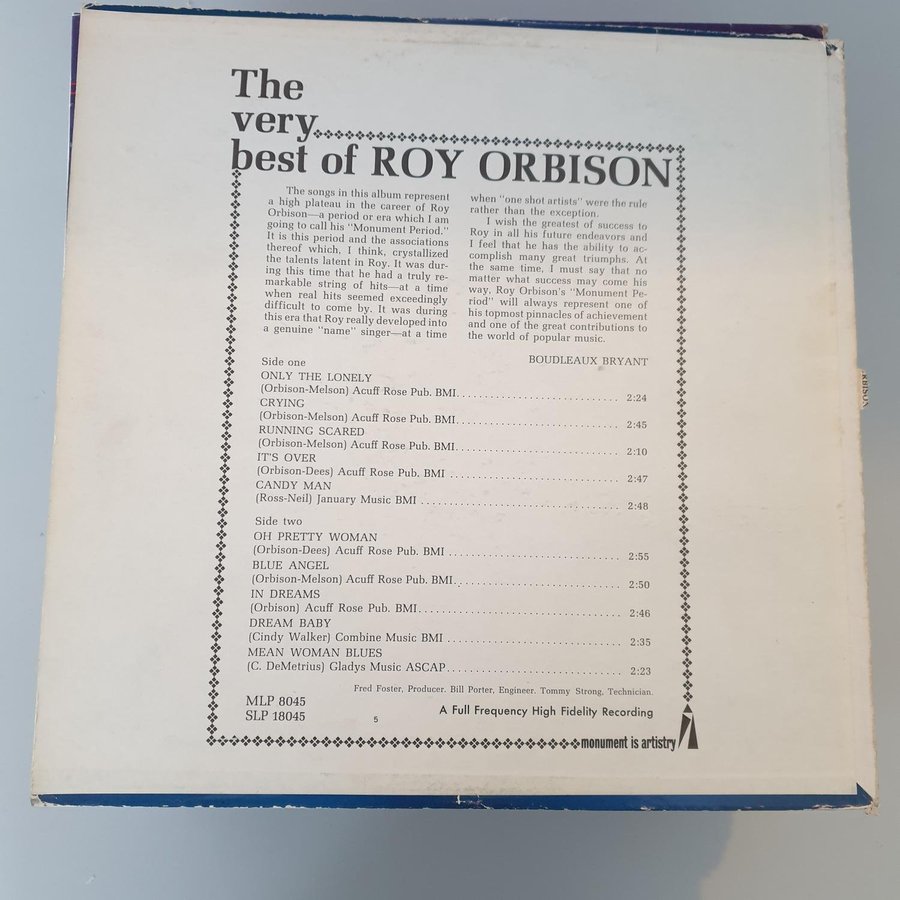 The
very
best of ROY ORBISON
The songs in this album represent
a high plateau in the career of Roy
Orbison—a period or era which I am
going to call his "Monument Period."
It is this period and the associations
thereof which, I think, crystallized
the talents latent in Roy. It was dur-
ing this time that he had a truly re-
markable string of hits—at a time
when real hits seemed exceedingly
difficult to come by. It was during
this era that Roy really developed into
a genuine "name" singer—at a time
when "one shot artists" were the rule
rather than the exception.
I wish the greatest of success to
Roy in all his future endeavors and
I feel that he has the ability to ac-
complish many great triumphs. At
the same time, I must say that no
matter what success may come his
way, Roy Orbison's "Monument Pe-
riod" will always represent one of
his topmost pinnacles of achievement
and one of the great contributions to
the world of popular music.
BOUDLEAUX BRYANT
Side one
ONLY THE LONELY
(Orbison-Melson) Acuff Rose Pub. BMI. 2:24
CRYING
(Orbison-Melson) Acuff Rose Pub. BMI. 2:45
RUNNING SCARED
(Orbison-Melson) Acuff Rose Pub. BMI. 2:10
IT'S OVER
(Orbison-Dees) Acuff Rose Pub. BMI 2:47
CANDY MAN
(Ross-Neil) January Music BMI 2:48
Side two
OH PRETTY WOMAN
(Orbison-Dees) Acuff Rose Pub. BMI 2:55
BLUE ANGEL
(Orbison-Melson) Acuff Rose Pub. BMI. 2:50
IN DREAMS
(Orbison) Acuff Rose Pub. BMI. 2:46
DREAM BABY
(Cindy Walker) Combine Music BMI 2:35
MEAN WOMAN BLUES
(C. DeMetrius) Gladys Music ASCAP. 2:23
Fred Foster, Producer. Bill Porter, Engineer. Tommy Strong, Technician.
MLP 8045
SLP 18045
5
A Full Frequency High Fidelity Recording
monument is artistry